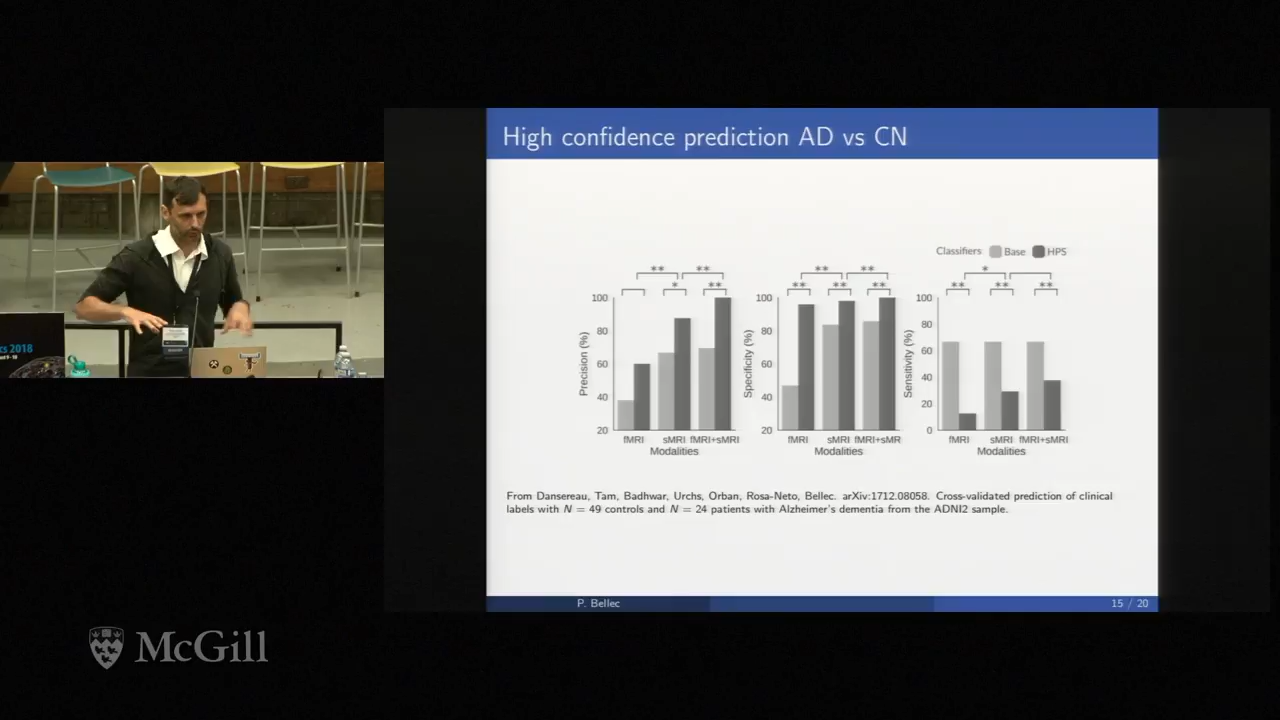 High confidence prediction AD vs CN
Classifiers Base HPS
** ** ** ** *
* ** ** ** ** ** ** **
100 100 100
80 80 80
60 60 60
40 40 40
20 20 20
0
Precision (%)
Specificity (%)
Sensitivity (%)
fMRI sMRI fMRI+sMRI
Modalities
fMRI sMRI fMRI+sMR
Modalities
fMRI sMRI fMRI+sMRI
Modalities
From Dansereau, Tam, Badhwar, Urchs, Orban, Rosa-Neto, Bellec. arXiv:1712.08058. Cross-validated prediction of clinical
labels with N = 49 controls and N = 24 patients with Alzheimer's dementia from the ADNI2 sample.
P. Bellec
15 / 20
cs 2018
McGill